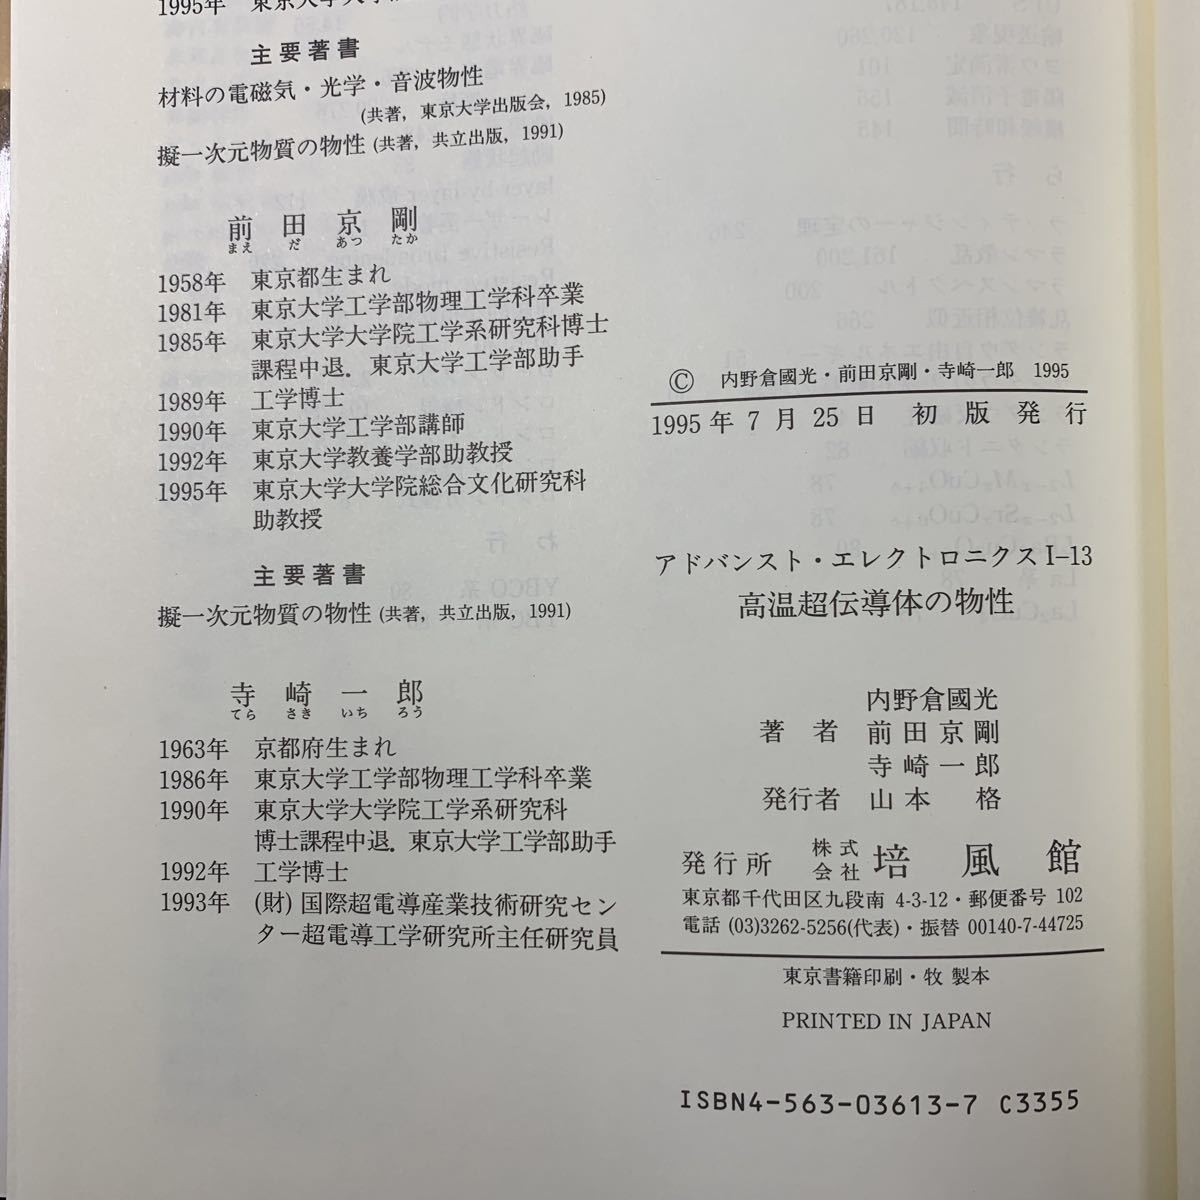 1995年 東京大学大学
主要著書
材料の電磁気・光学・音波物性
(共著, 東京大学出版会, 1985)
擬一次元物質の物性 (共著, 共立出版, 1991)
前田京剛
まえ だ あつ たか
1958年 東京都生まれ
1981年 東京大学工学部物理工学科卒業
1985年 東京大学大学院工学系研究科博士
課程中退．東京大学工学部助手
1989年 工学博士
1990年 東京大学工学部講師
1992年 東京大学教養学部助教授
1995年 東京大学大学院総合文化研究科
助教授
主要著書
擬一次元物質の物性 (共著, 共立出版, 1991)
寺崎一郎
てら さき いち ろう
1963年 京都府生まれ
1986年 東京大学工学部物理工学科卒業
1990年 東京大学大学院工学系研究科
博士課程中退．東京大学工学部助手
1992年 工学博士
1993年 (財) 国際超電導産業技術研究セン
ター超電導工学研究所主任研究員
© 内野倉國光・前田京剛・寺崎一郎 1995
1995年7月25日 初版発行
アドバンスト・エレクトロニクス I-13
高温超伝導体の物性
内野倉國光
著者 前田京剛
寺崎一郎
発行者 山本 格
発行所 株式会社 培風館
東京都千代田区九段南 4-3-12・郵便番号 102
電話 (03)3262-5256(代表)・振替 00140-7-44725
東京書籍印刷・牧 製本
PRINTED IN JAPAN
ISBN4-563-03613-7 C3355